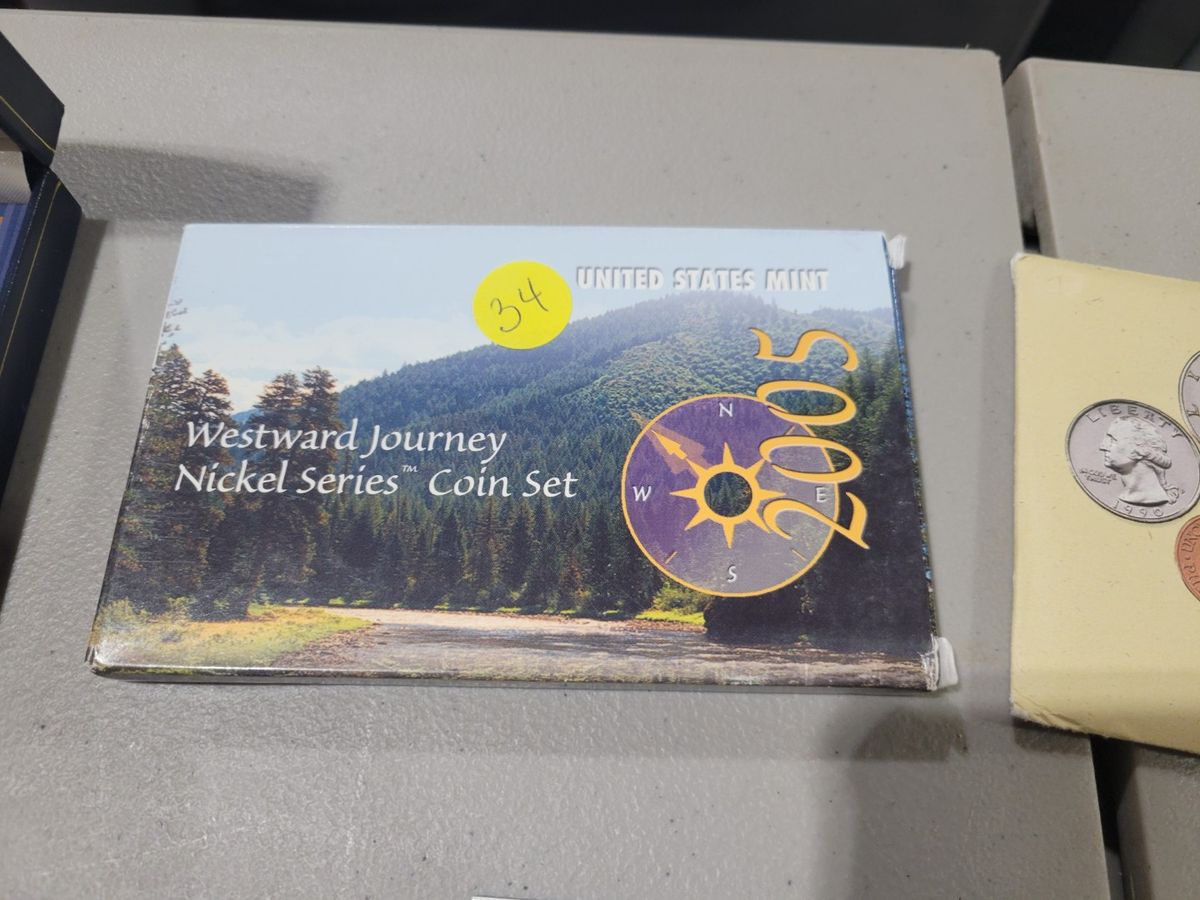 34
UNITED STATES MINT
2005
Westward Journey
Nickel Series™ Coin Set
N
W
E
S
LIBERTY
1990